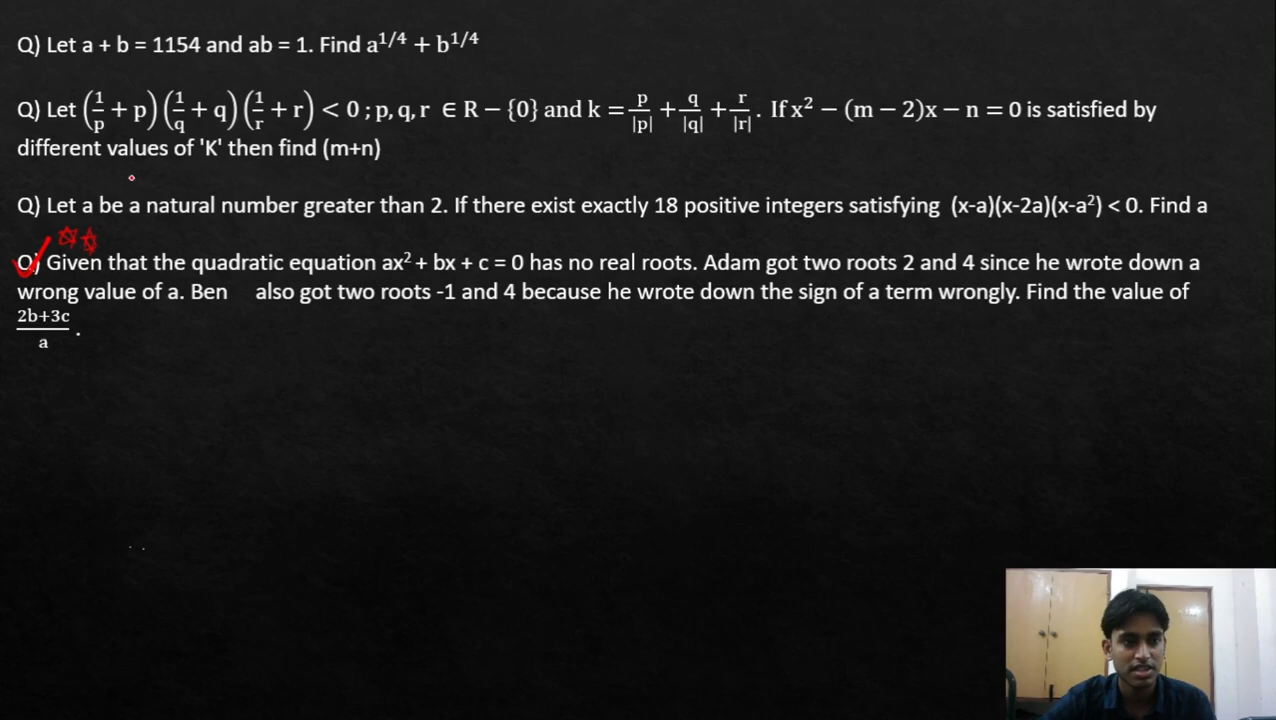 Q) Let a + b = 1154 and ab = 1. Find a^{1/4} + b^{1/4}
Q) Let (1/p + p)(1/q + q)(1/r + r) < 0 ; p, q, r ∈ R − {0} and k = p/|p| + q/|q| + r/|r|. If x² − (m − 2)x − n = 0 is satisfied by
different values of 'K' then find (m+n)
Q) Let a be a natural number greater than 2. If there exist exactly 18 positive integers satisfying (x-a)(x-2a)(x-a²) < 0. Find a
Q) Given that the quadratic equation ax² + bx + c = 0 has no real roots. Adam got two roots 2 and 4 since he wrote down a
wrong value of a. Ben also got two roots -1 and 4 because he wrote down the sign of a term wrongly. Find the value of
2b+3c/a .